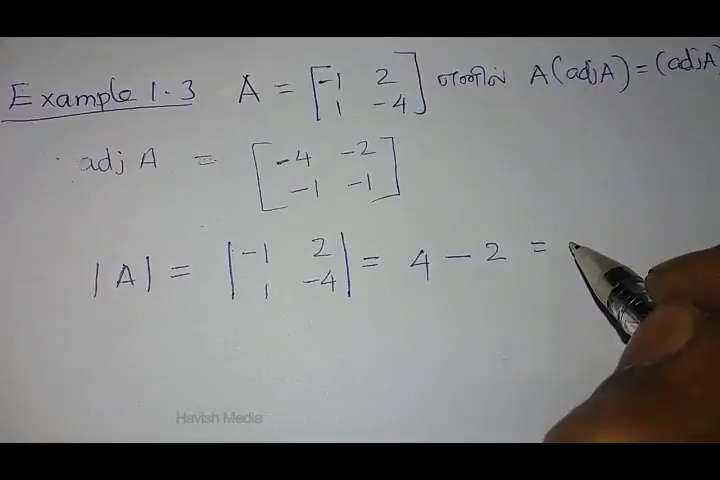 Example 1.3 A = [-1 2 1 -4] எனில் A(adjA) = (adjA)
adj A = [-4 -2 -1 -1]
|A| = |-1 2 1 -4| = 4 - 2 =
Havish Media